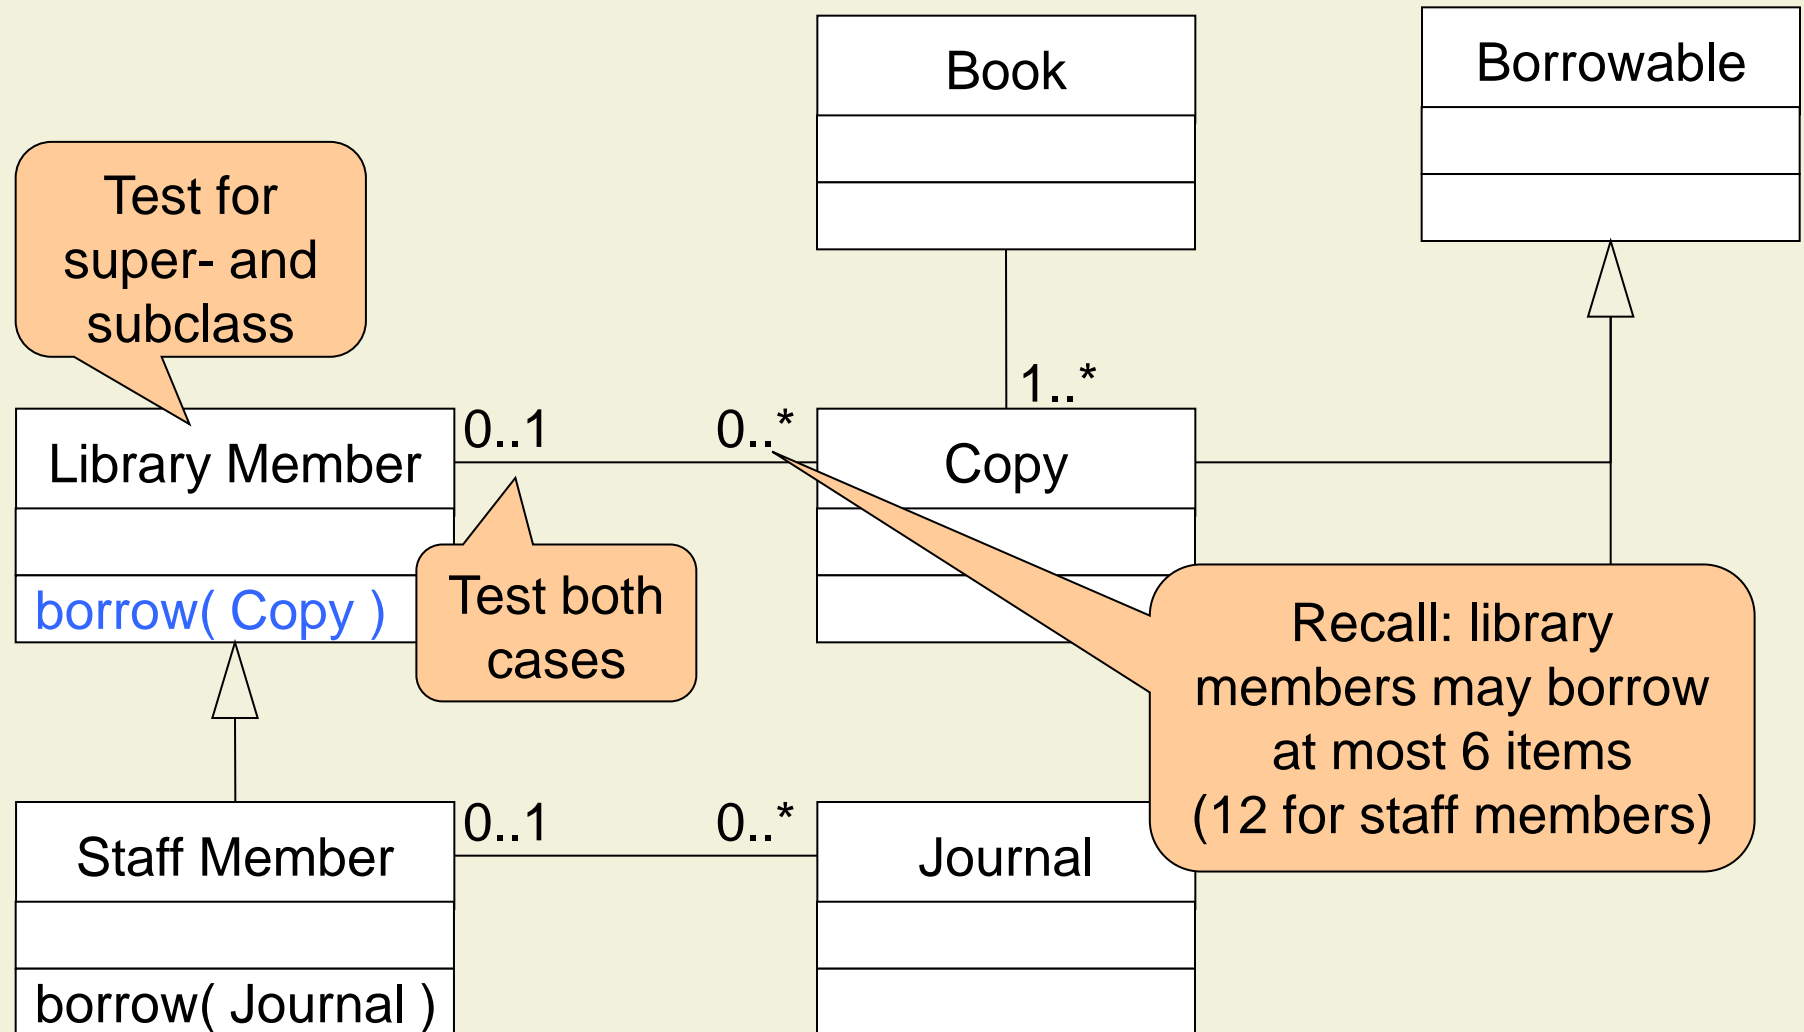 Book
Borrowable
Test for
super- and
subclass
1..*
0..1
0..*
Library Member
Copy
borrow( Copy )
Test both
cases
Recall: library
members may borrow
at most 6 items
(12 for staff members)
0..1
0..*
Staff Member
Journal
borrow( Journal )